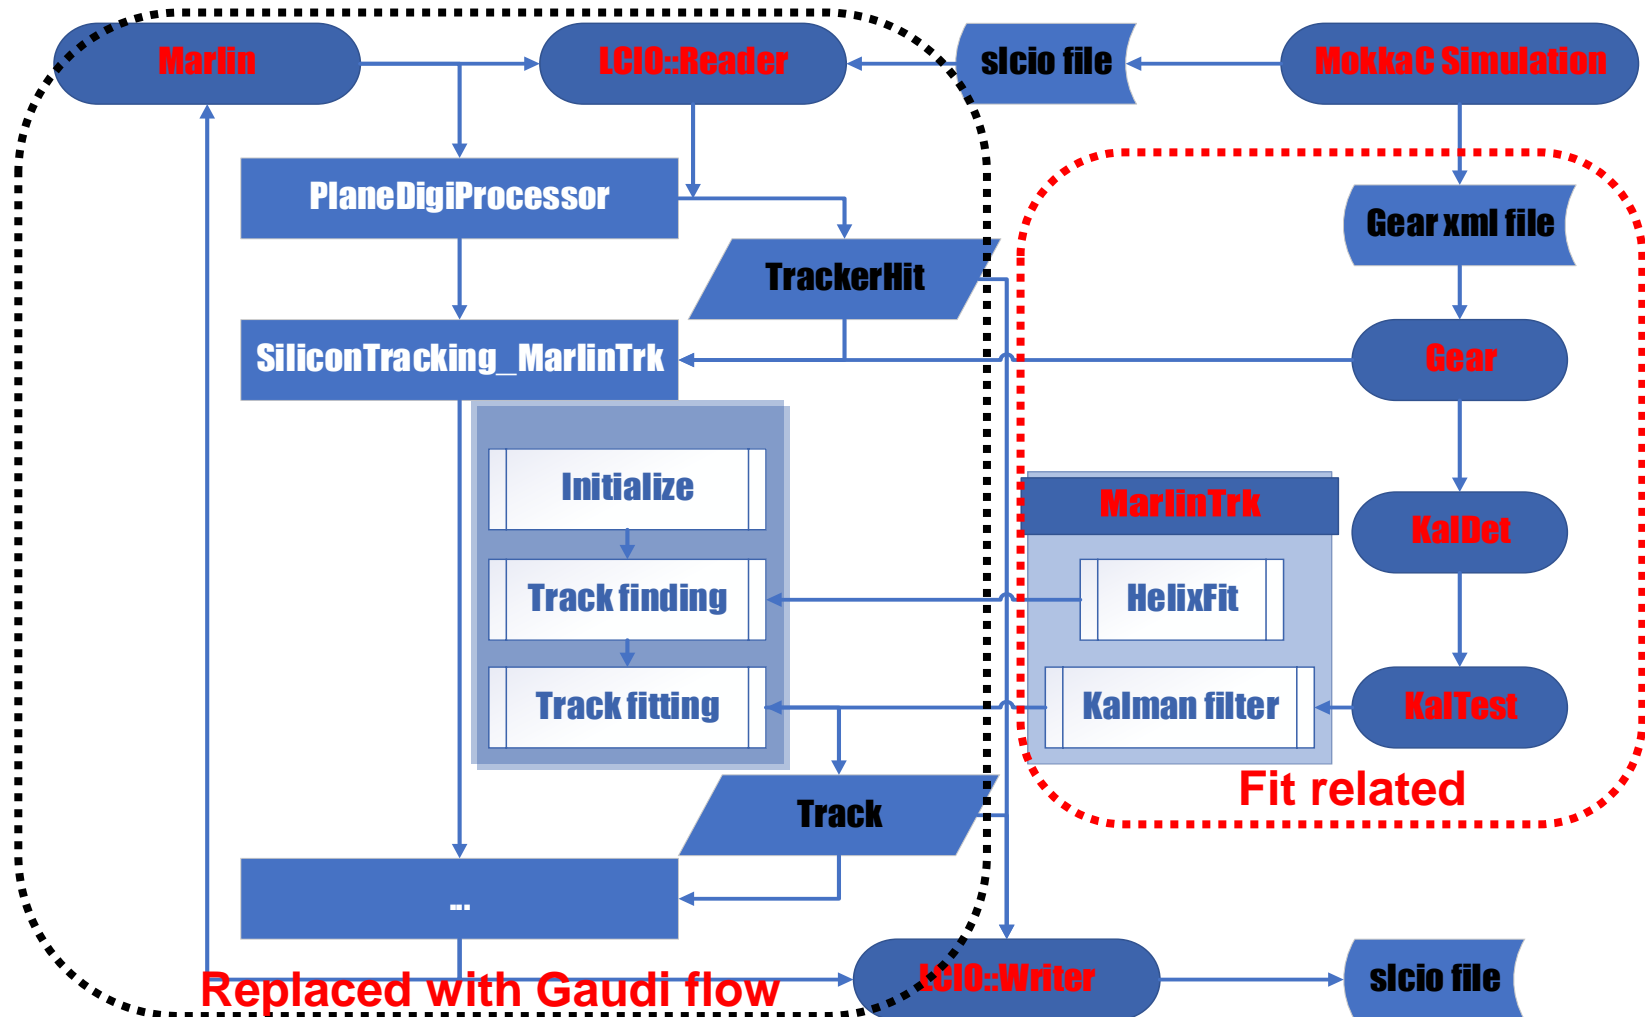 Marlin
LCIO::Reader
slcio file
MokkaC Simulation
PlaneDigiProcessor
Gear xml file
TrackerHit
SiliconTracking_MarlinTrk
Gear
Initialize
MarlinTrk
KalDet
Track finding
HelixFit
Track fitting
Kalman filter
KalTest
Fit related
Track
...
LCIO::Writer
slcio file
Replaced with Gaudi flow